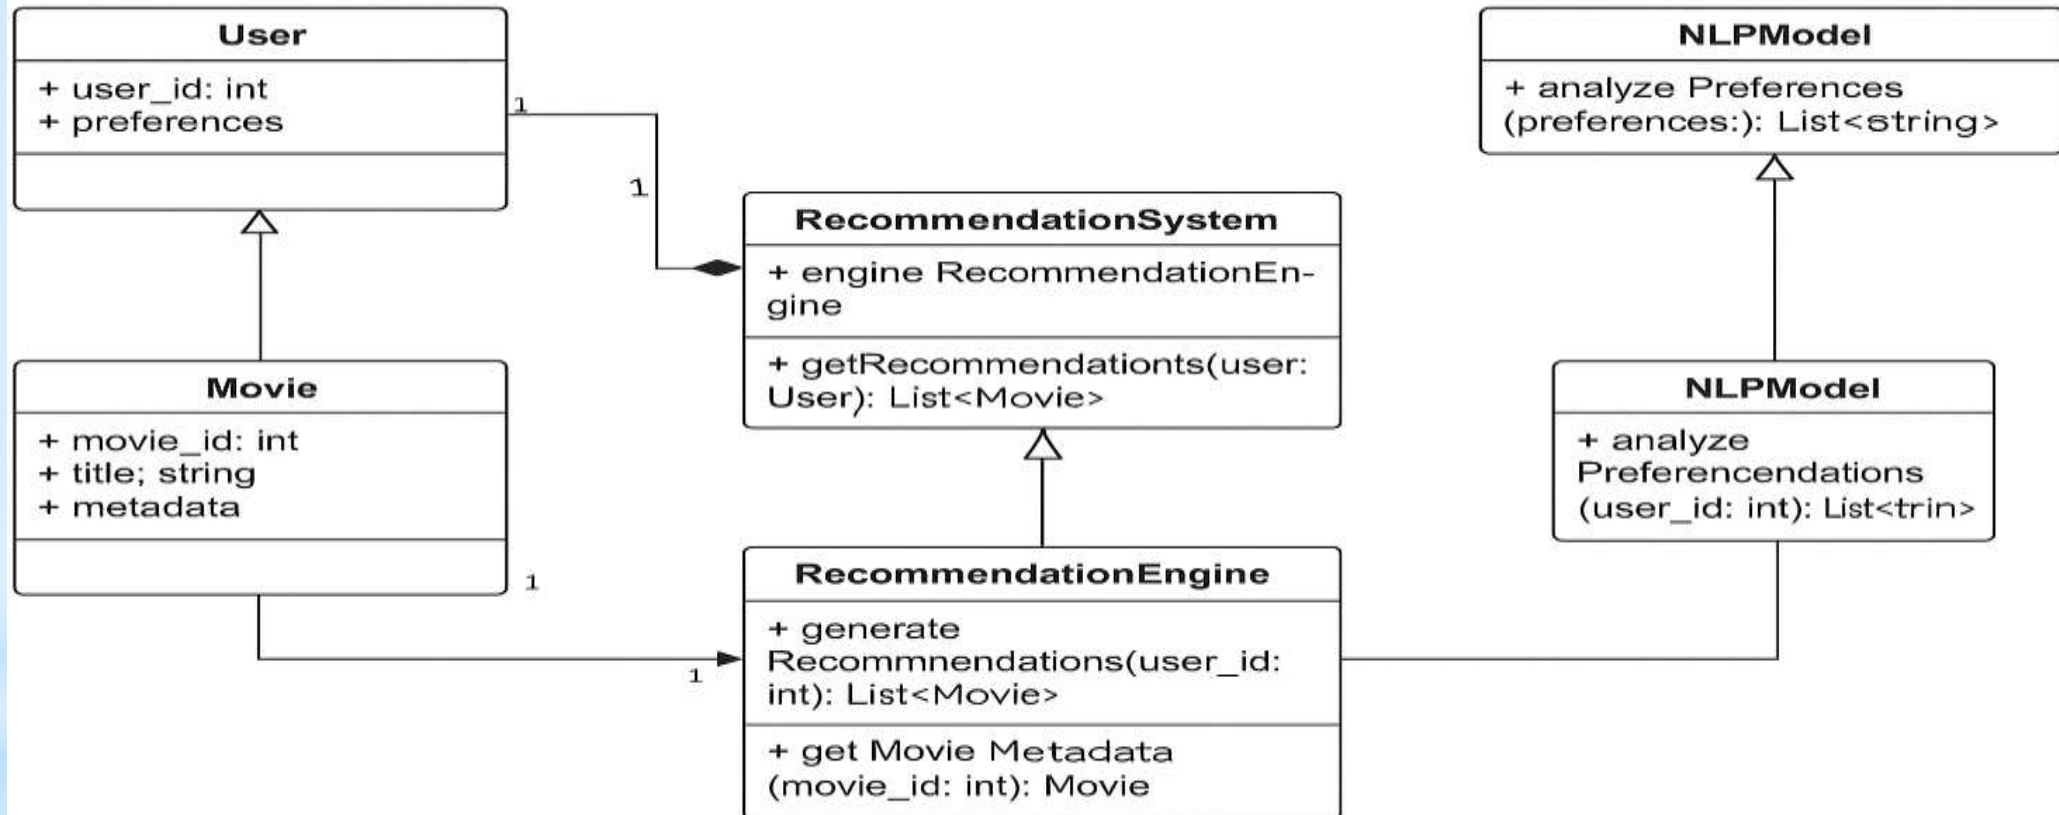 User
+ user_id: int
+ preferences
1
1
Movie
+ movie_id: int
+ title; string
+ metadata
1
1
RecommendationSystem
+ engine RecommendationEn-
gine
+ getRecommendationts(user:
User): List<Movie>
RecommendationEngine
+ generate
Recommnendations(user_id:
int): List<Movie>
+ get Movie Metadata
(movie_id: int): Movie
NLPModel
+ analyze Preferences
(preferences:): List<string>
NLPModel
+ analyze
Preferencendations
(user_id: int): List<trin>